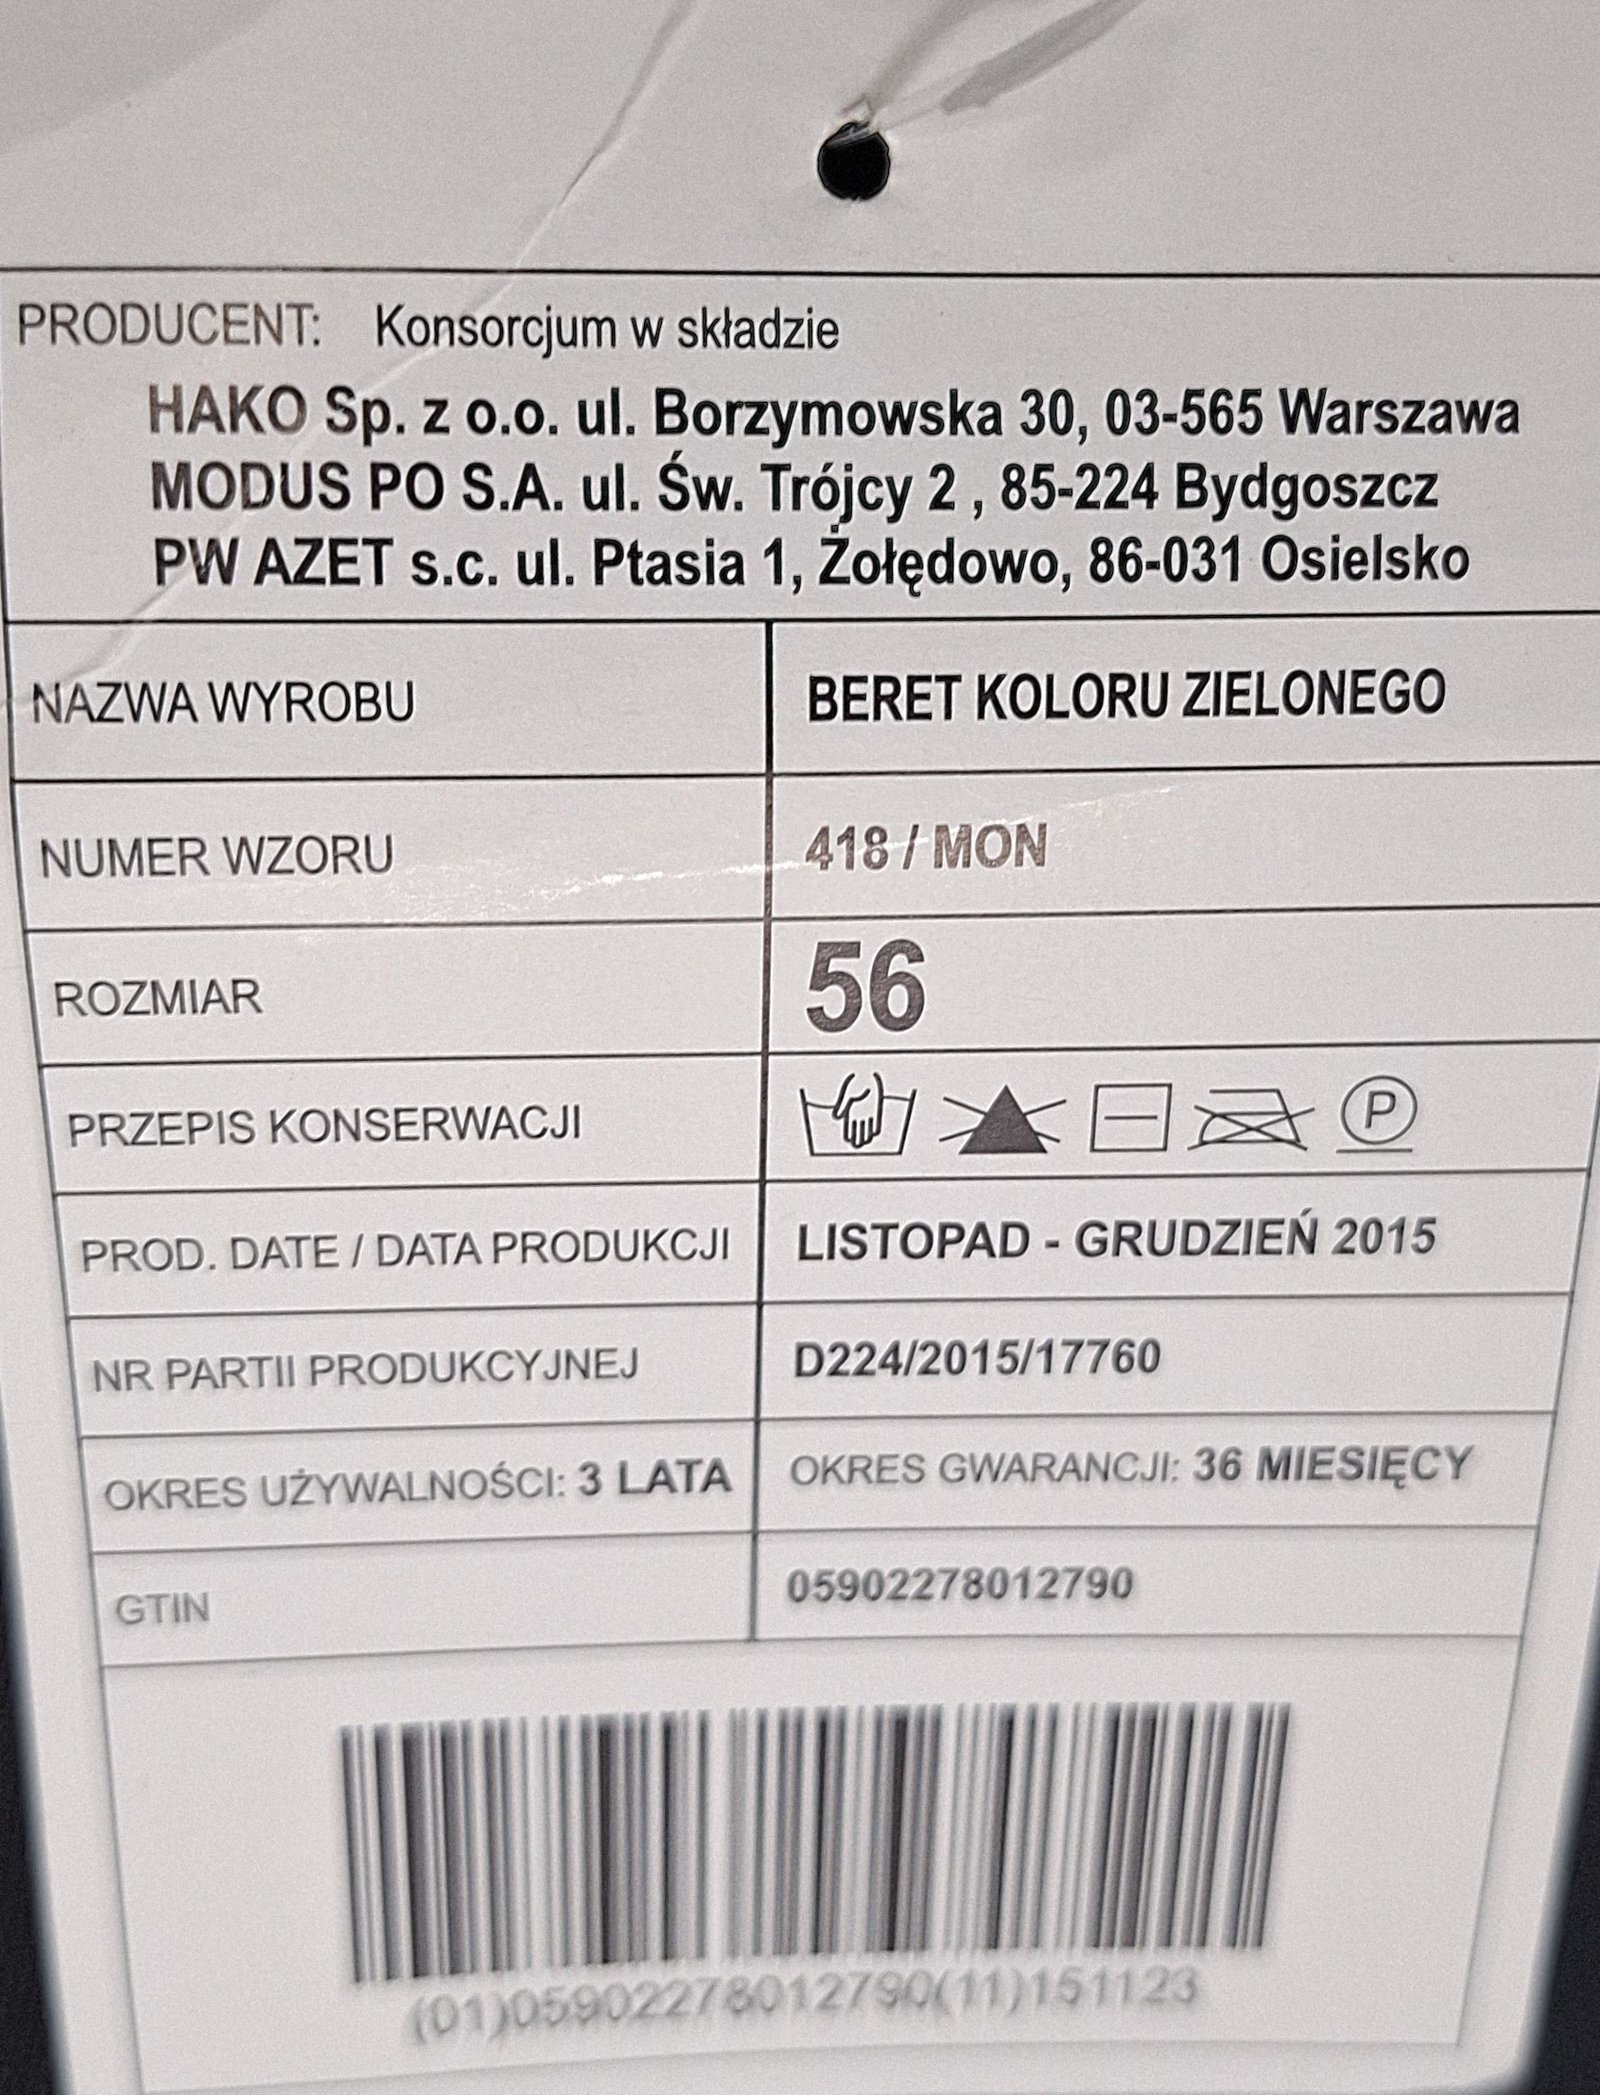 PRODUCENT: Konsorcjum w składzie
HAKO Sp. z o.o. ul. Borzymowska 30, 03-565 Warszawa
MODUS PO S.A. ul. Św. Trójcy 2 , 85-224 Bydgoszcz
PW AZET s.c. ul. Ptasia 1, Żołędowo, 86-031 Osielsko
NAZWA WYROBU BERET KOLORU ZIELONEGO
NUMER WZORU 418 / MON
ROZMIAR 56
PRZEPIS KONSERWACJI P
PROD. DATE / DATA PRODUKCJI LISTOPAD - GRUDZIEŃ 2015
NR PARTII PRODUKCYJNEJ D224/2015/17760
OKRES UŻYWALNOŚCI: 3 LATA OKRES GWARANCJI: 36 MIESIĘCY
GTIN 05902278012790
(01)05902278012790(11)151123